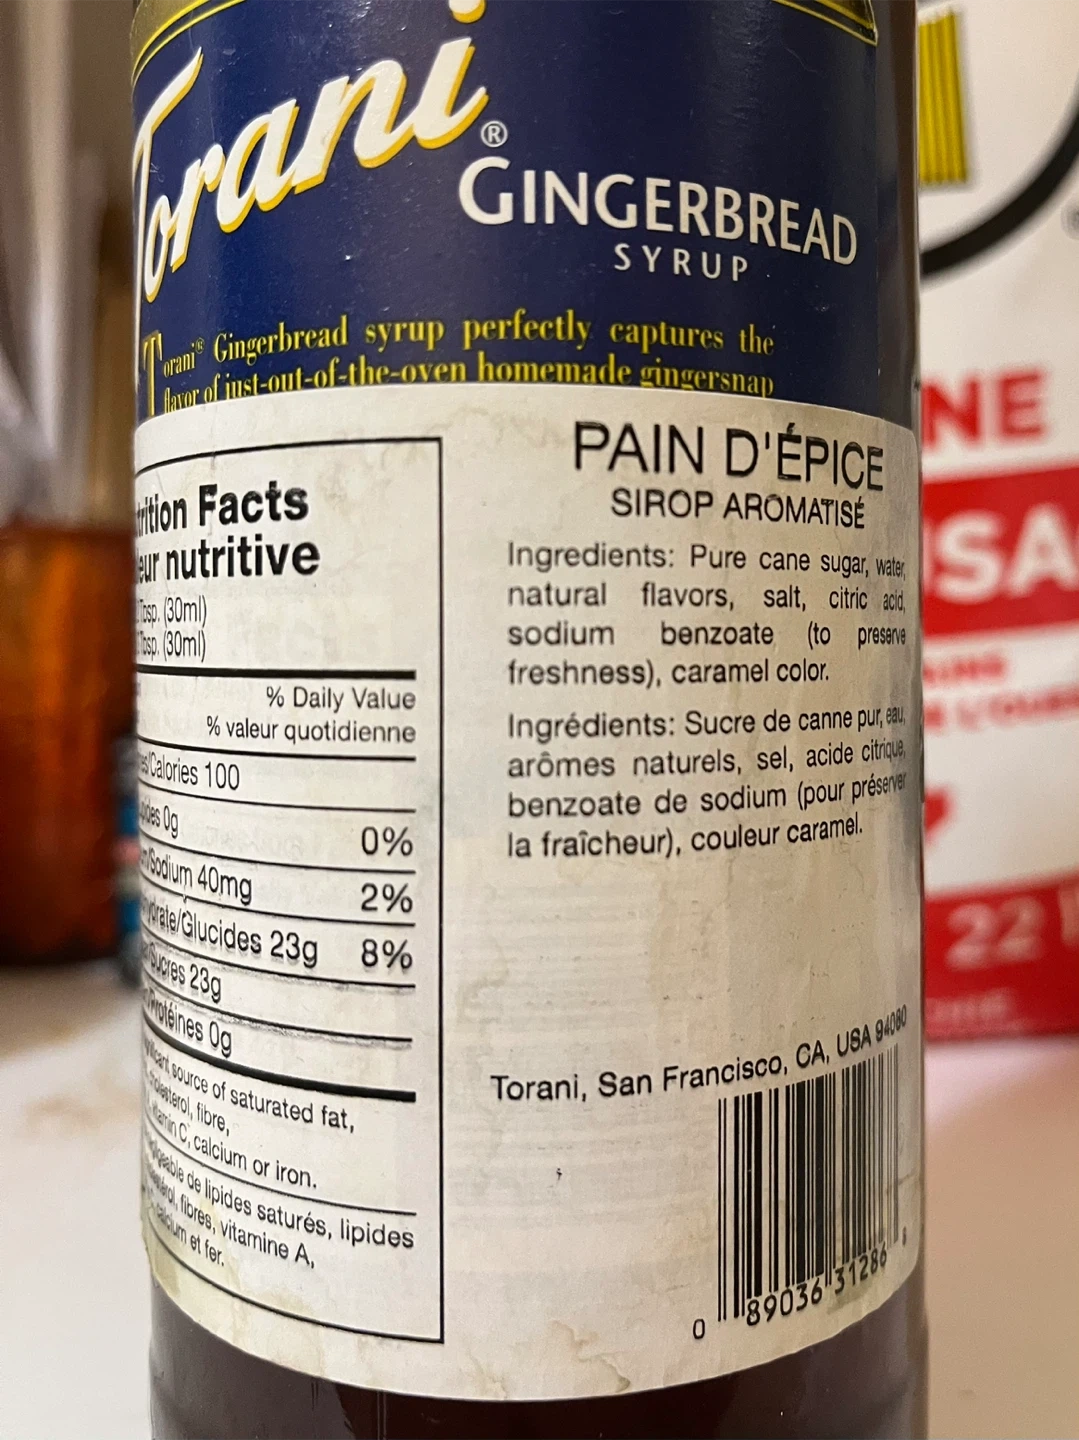 Torani®
GINGERBREAD
SYRUP
Torani® Gingerbread syrup perfectly captures the
flavor of just-out-of-the-oven homemade gingersnap
Facts
nutritive
Tbsp. (30ml)
Tbsp. (30ml)
% Daily Value
% valeur quotidienne
/Calories 100
0g 0%
/Sodium 40mg 2%
/Glucides 23g 8%
/Sucres 23g
Protéines 0g
source of saturated fat,
fibre,
calcium or iron.
de lipides saturés, lipides
fibres, vitamine A,
calcium et fer.
PAIN D'ÉPICE
SIROP AROMATISÉ
Ingredients: Pure cane sugar, water,
natural flavors, salt, citric acid,
sodium benzoate (to preserve
freshness), caramel color.
Ingrédients: Sucre de canne pur, eau,
arômes naturels, sel, acide citrique,
benzoate de sodium (pour préserver
la fraîcheur), couleur caramel.
Torani, San Francisco, CA, USA 94080
0 89036 31286 8
NE
SA
22